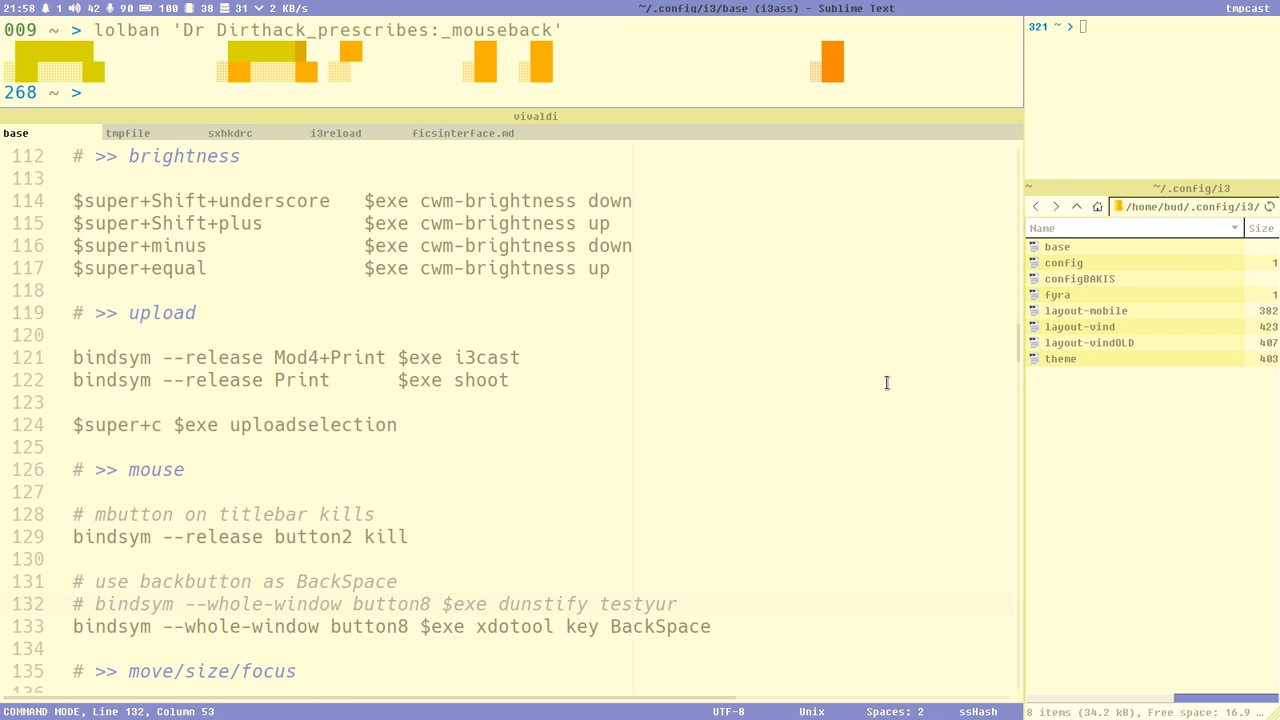 21:58 1 42 90 100 38 31 2 KB/s
~/.config/i3/base (i3ass) - Sublime Text
tmpcast
009 ~ > lolban 'Dr Dirthack_prescribes:_mouseback'
268 ~ >
321 ~ >
vivaldi
base tmpfile sxhkdrc i3reload ficsinterface.md
112 # >> brightness
113
114 $super+Shift+underscore $exe cwm-brightness down
115 $super+Shift+plus $exe cwm-brightness up
116 $super+minus $exe cwm-brightness down
117 $super+equal $exe cwm-brightness up
118
119 # >> upload
120
121 bindsym --release Mod4+Print $exe i3cast
122 bindsym --release Print $exe shoot
123
124 $super+c $exe uploadselection
125
126 # >> mouse
127
128 # mbutton on titlebar kills
129 bindsym --release button2 kill
130
131 # use backbutton as BackSpace
132 # bindsym --whole-window button8 $exe dunstify testyur
133 bindsym --whole-window button8 $exe xdotool key BackSpace
134
135 # >> move/size/focus
136
COMMAND MODE, Line 132, Column 53 UTF-8 Unix Spaces: 2 ssHash
~ ~/.config/i3
/home/bud/.config/i3/
Name Size
base
config 1
configBAKIS
fyra 1
layout-mobile 382
layout-vind 423
layout-vindOLD 407
theme 403
8 items (34.2 kB), Free space: 16.9 …